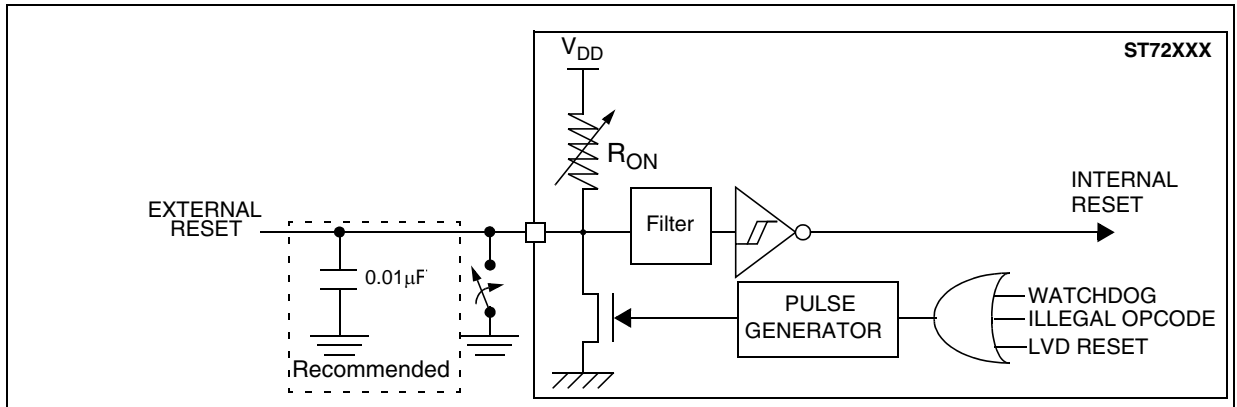 V_DD
ST72XXX
R_ON
INTERNAL
RESET
EXTERNAL
RESET
Filter
0.01µF
PULSE
GENERATOR
WATCHDOG
ILLEGAL OPCODE
LVD RESET
Recommended